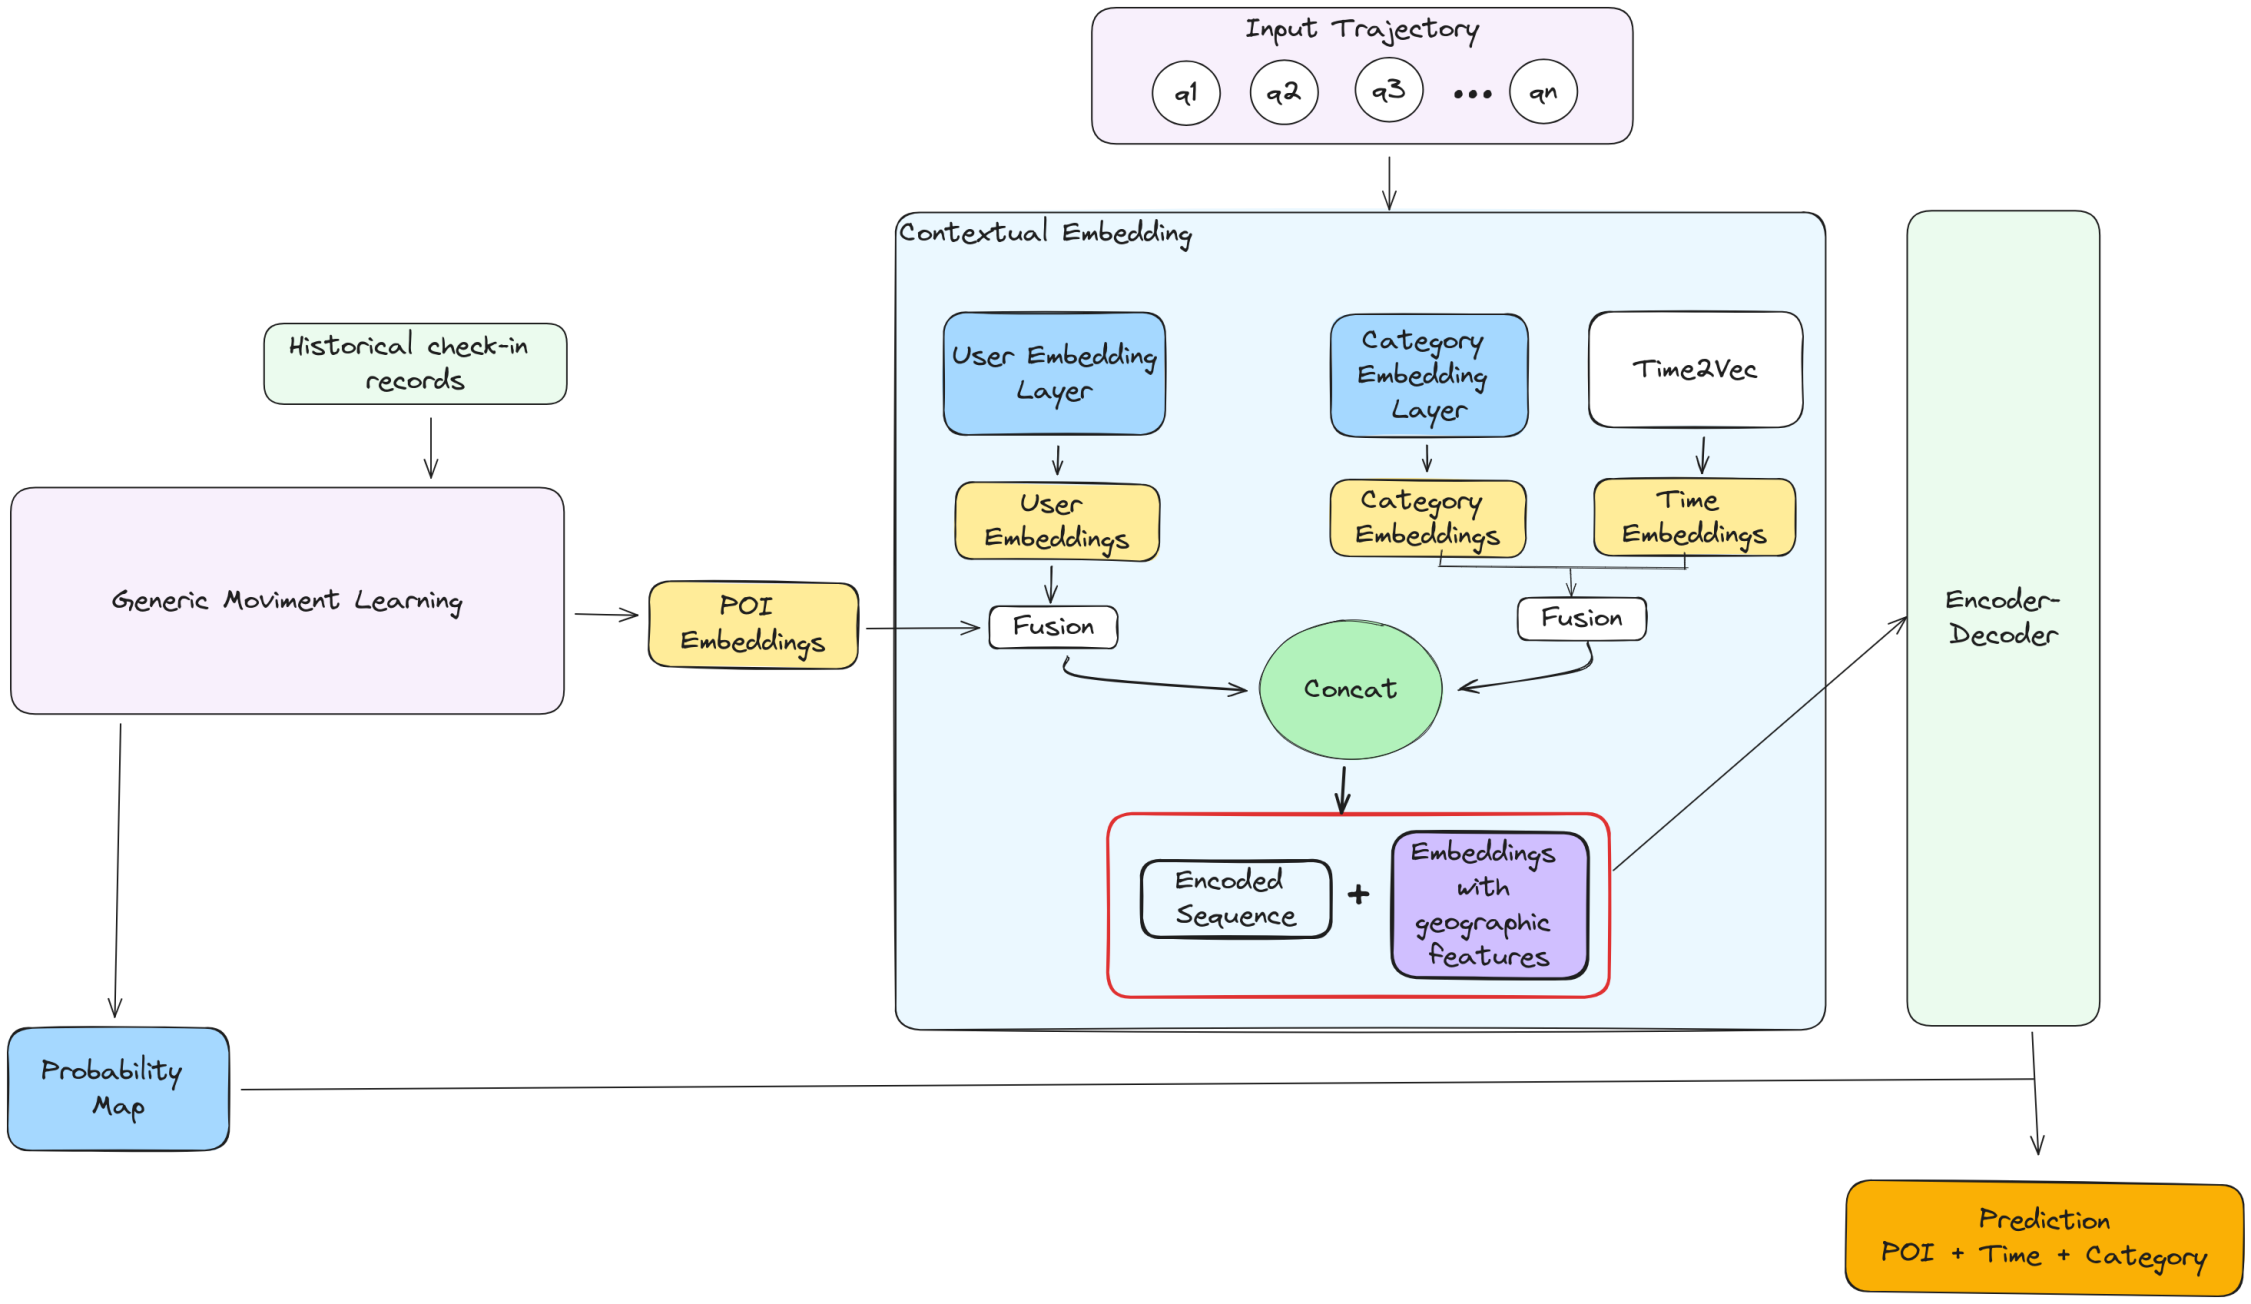 Input Trajectory
q1 q2 q3 ... qn
Contextual Embedding
Historical check-in
records
User Embedding
Layer
Category
Embedding
Layer
Time2Vec
User
Embeddings
Category
Embeddings
Time
Embeddings
Generic Moviment Learning
POI
Embeddings
Fusion
Fusion
Concat
Encoder-
Decoder
Encoded
Sequence
+
Embeddings
with
geographic
features
Probability
Map
Prediction
POI + Time + Category